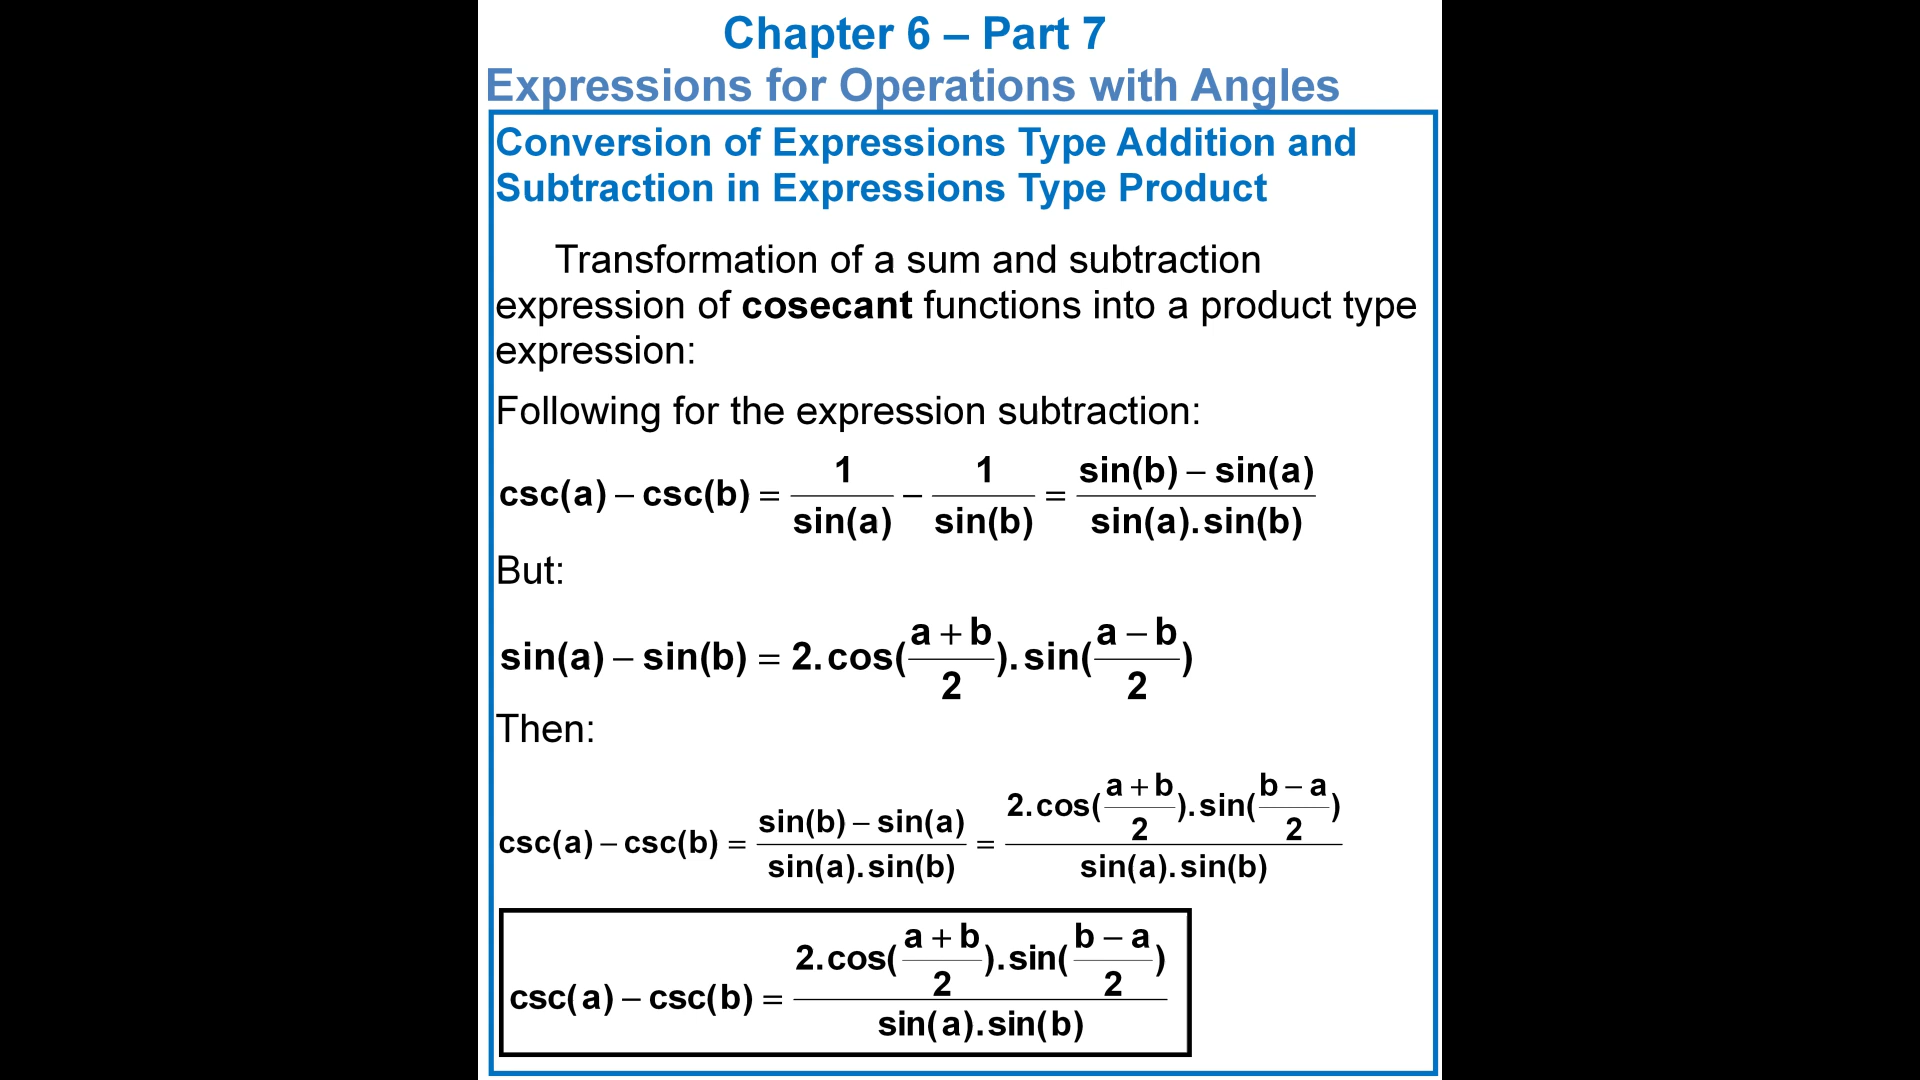 Chapter 6 – Part 7
Expressions for Operations with Angles
Conversion of Expressions Type Addition and
Subtraction in Expressions Type Product
Transformation of a sum and subtraction
expression of cosecant functions into a product type
expression:
Following for the expression subtraction:
csc(a) – csc(b) = 1/sin(a) – 1/sin(b) = (sin(b) – sin(a))/(sin(a).sin(b))
But:
sin(a) – sin(b) = 2.cos((a + b)/2).sin((a – b)/2)
Then:
csc(a) – csc(b) = (sin(b) – sin(a))/(sin(a).sin(b)) = (2.cos((a + b)/2).sin((b – a)/2))/(sin(a).sin(b))
csc(a) – csc(b) = (2.cos((a + b)/2).sin((b – a)/2))/(sin(a).sin(b))